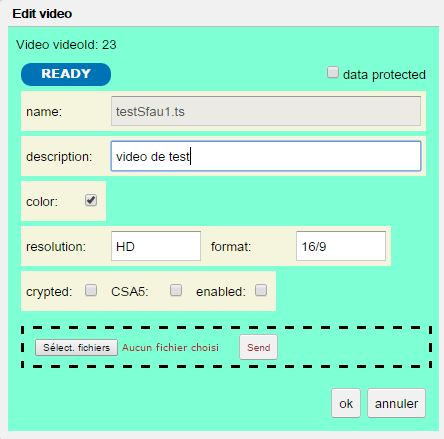 Edit video
Video videoId: 23
READY
data protected
name: testSfau1.ts
description: video de test
color:
resolution: HD format: 16/9
crypted: CSA5: enabled:
Sélect. fichiers Aucun fichier choisi Send
ok annuler